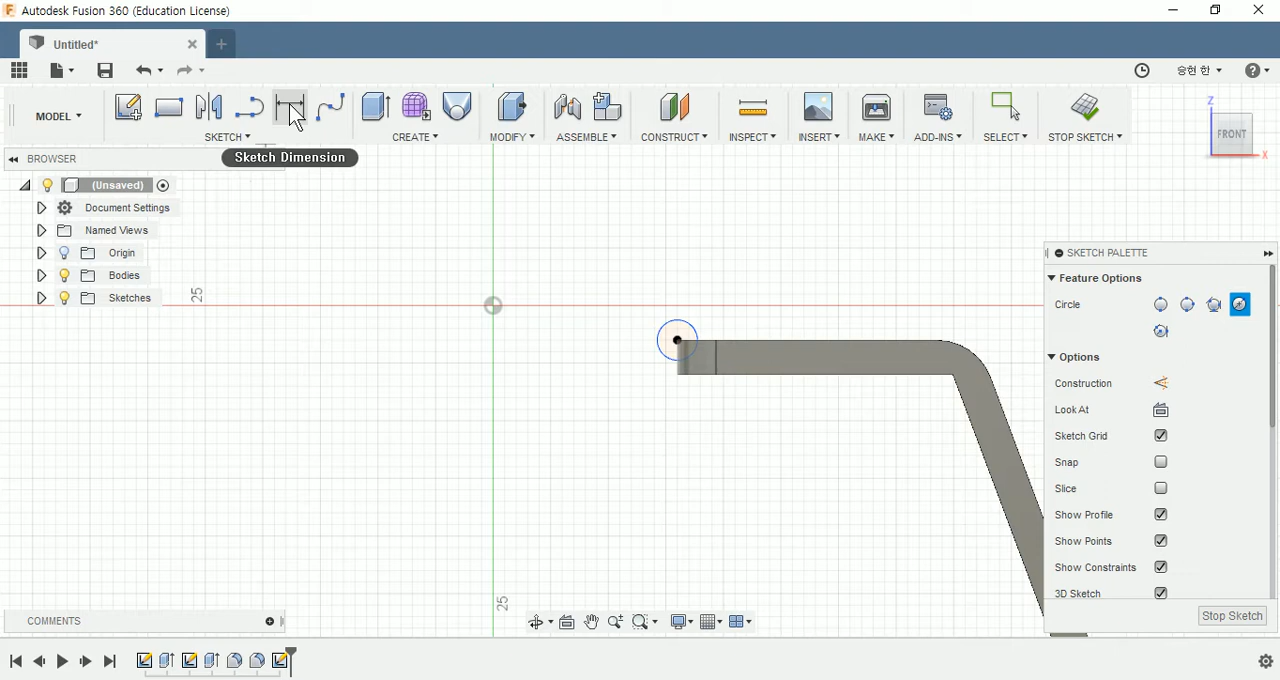 Autodesk Fusion 360 (Education License)
Untitled*
승현 한
MODEL
SKETCH
CREATE
MODIFY
ASSEMBLE
CONSTRUCT
INSPECT
INSERT
MAKE
ADD-INS
SELECT
STOP SKETCH
Z
FRONT
X
BROWSER
Sketch Dimension
(Unsaved)
Document Settings
Named Views
Origin
Bodies
Sketches
25
25
SKETCH PALETTE
Feature Options
Circle
Options
Construction
Look At
Sketch Grid
Snap
Slice
Show Profile
Show Points
Show Constraints
3D Sketch
Stop Sketch
COMMENTS